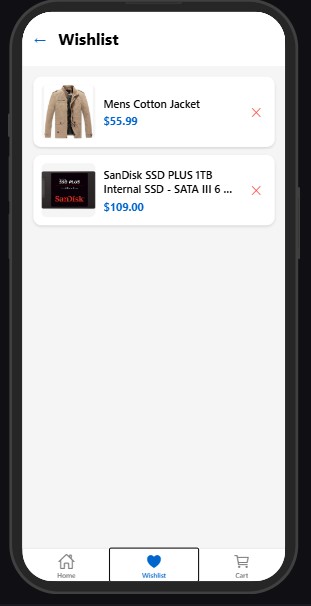 ← Wishlist
Mens Cotton Jacket
$55.99
SanDisk SSD PLUS 1TB
Internal SSD - SATA III 6 ...
$109.00
SSD PLUS
SanDisk
Home
Wishlist
Cart